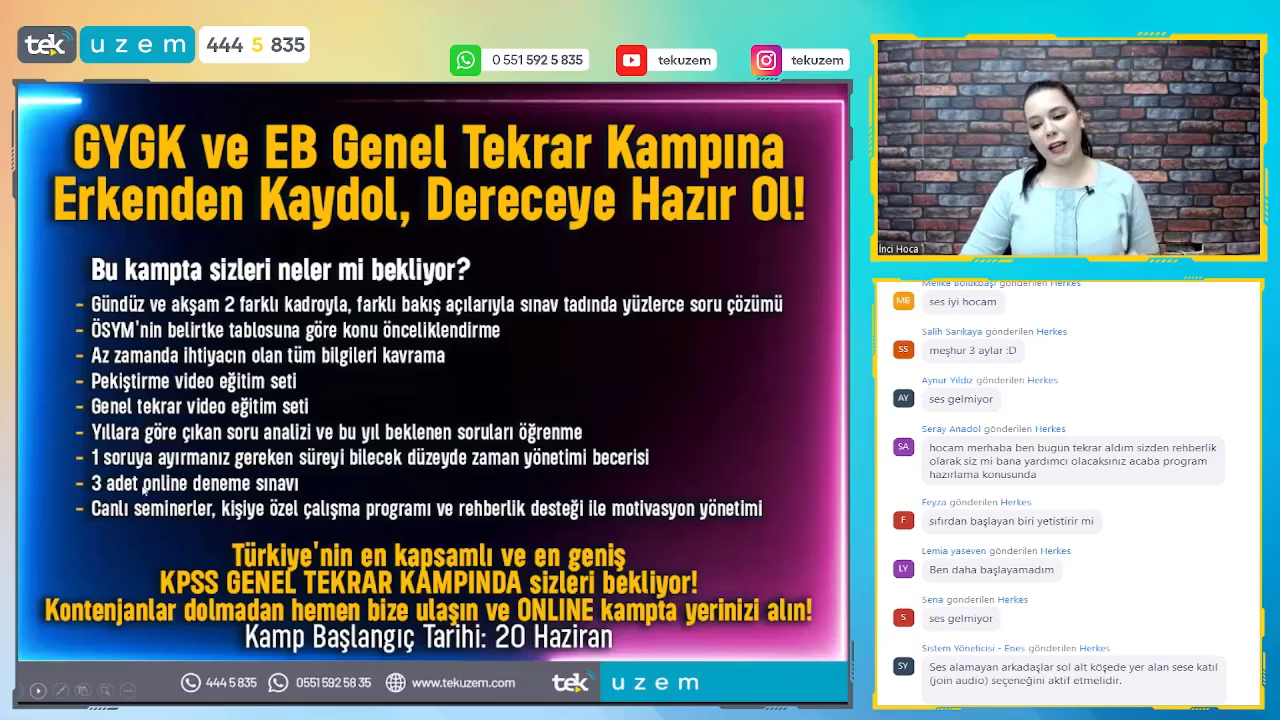 tek uzem 444 5 835
0 551 592 5 835
tekuzem
tekuzem
GYGK ve EB Genel Tekrar Kampına
Erkenden Kaydol, Dereceye Hazır Ol!
Bu kampta sizleri neler mi bekliyor?
- Gündüz ve akşam 2 farklı kadroyla, farklı bakış açılarıyla sınav tadında yüzlerce soru çözümü
- ÖSYM'nin belirtke tablosuna göre konu önceliklendirme
- Az zamanda ihtiyacın olan tüm bilgileri kavrama
- Pekiştirme video eğitim seti
- Genel tekrar video eğitim seti
- Yıllara göre çıkan soru analizi ve bu yıl beklenen soruları öğrenme
- 1 soruya ayırmanız gereken süreyi bilecek düzeyde zaman yönetimi becerisi
- 3 adet online deneme sınavı
- Canlı seminerler, kişiye özel çalışma programı ve rehberlik desteği ile motivasyon yönetimi
Türkiye'nin en kapsamlı ve en geniş
KPSS GENEL TEKRAR KAMPINDA sizleri bekliyor!
Kontenjanlar dolmadan hemen bize ulaşın ve ONLINE kampta yerinizi alın!
Kamp Başlangıç Tarihi: 20 Haziran
444 5 835
0551 592 58 35
www.tekuzem.com
tek uzem
İnci Hoca
Melike Bölükbaşı gönderilen Herkes
MB
ses iyi hocam
Salih Sarıkaya gönderilen Herkes
SS
meşhur 3 aylar :D
Aynur Yıldız gönderilen Herkes
AY
ses gelmiyor
Seray Anadol gönderilen Herkes
SA
hocam merhaba ben bugün tekrar aldım sizden rehberlik
olarak siz mi bana yardımcı olacaksınız acaba program
hazırlama konusunda
Feyza gönderilen Herkes
F
sıfırdan başlayan biri yetistirir mi
Lemia yaseven gönderilen Herkes
LY
Ben daha başlayamadım
Sena gönderilen Herkes
S
ses gelmiyor
Sistem Yöneticisi - Enes gönderilen Herkes
SY
Ses alamayan arkadaşlar sol alt köşede yer alan sese katıl
(join audio) seçeneğini aktif etmelidir.